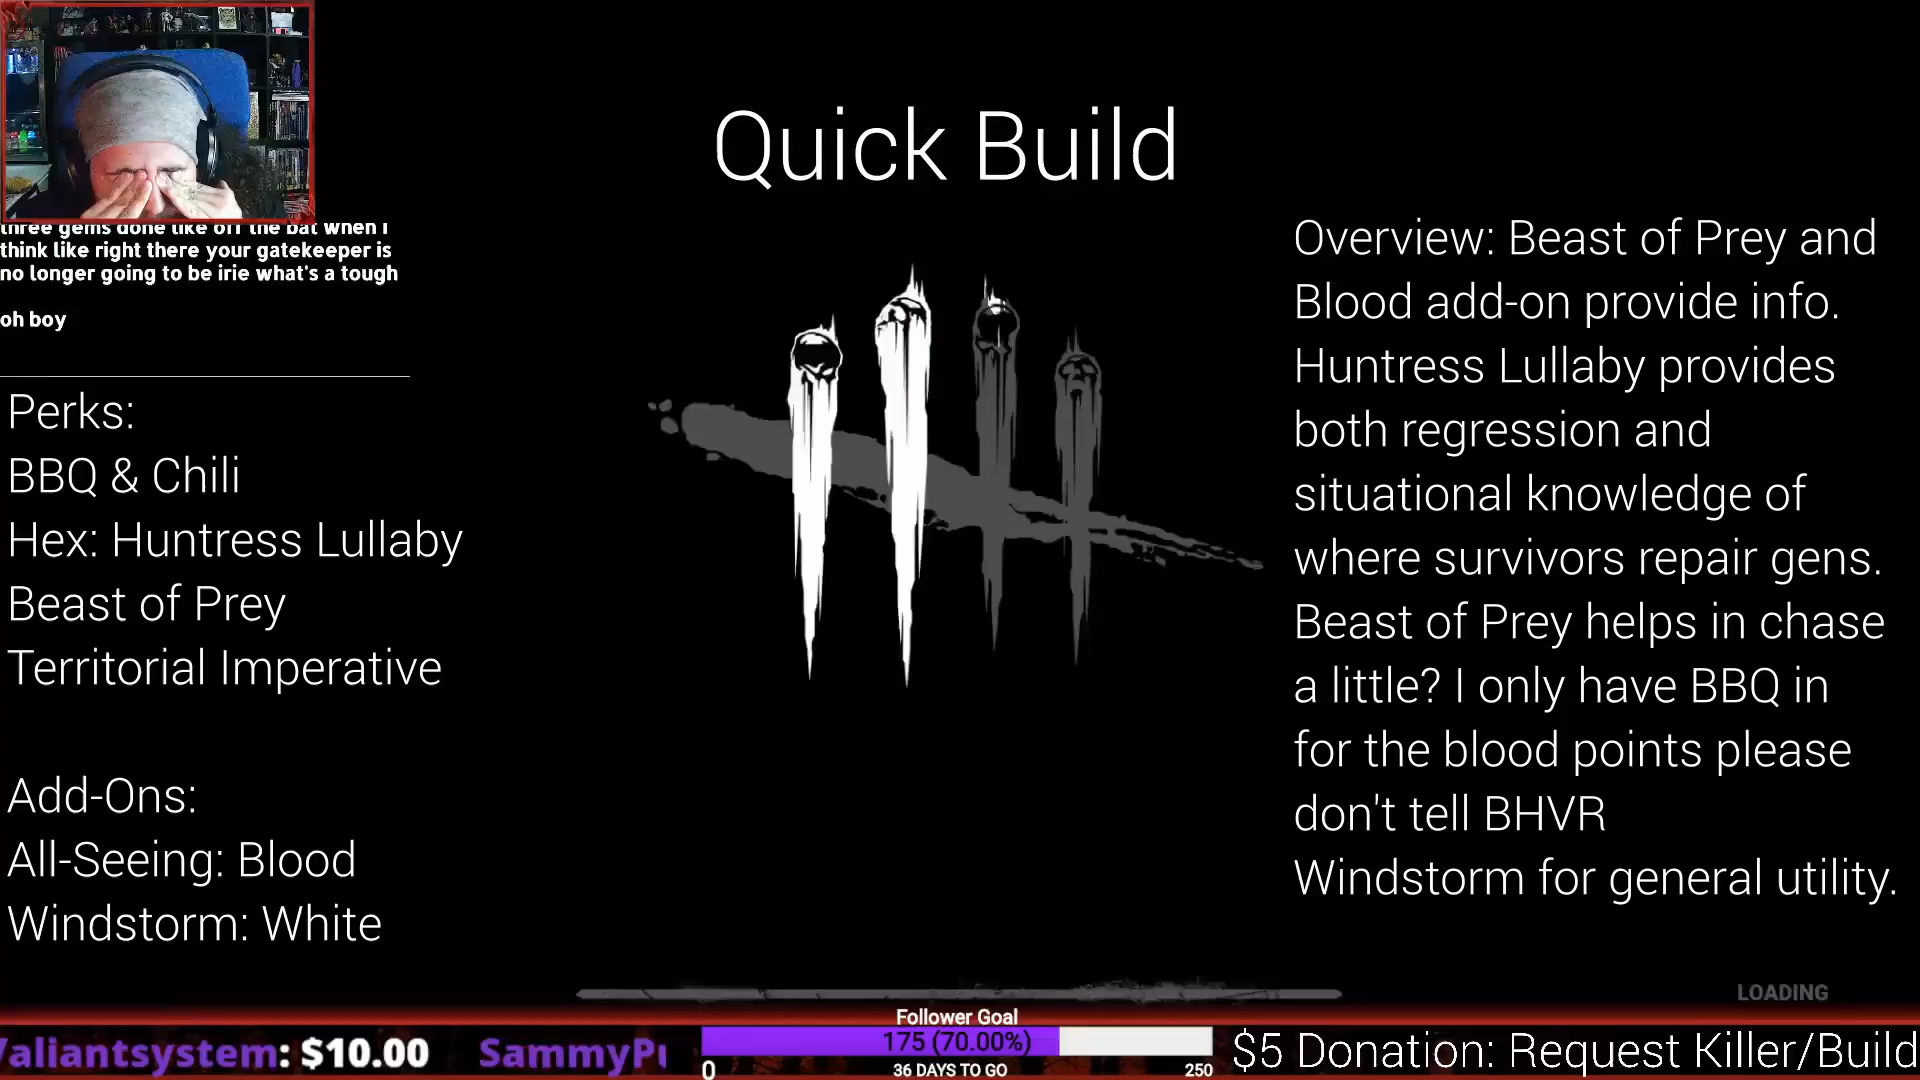 Quick Build
three gems done like off the bat when I
think like right there your gatekeeper is
no longer going to be irie what's a tough
oh boy
Perks:
BBQ & Chili
Hex: Huntress Lullaby
Beast of Prey
Territorial Imperative
Add-Ons:
All-Seeing: Blood
Windstorm: White
Overview: Beast of Prey and
Blood add-on provide info.
Huntress Lullaby provides
both regression and
situational knowledge of
where survivors repair gens.
Beast of Prey helps in chase
a little? I only have BBQ in
for the blood points please
don't tell BHVR
Windstorm for general utility.
LOADING
Valiantsystem: $10.00 SammyPu
Follower Goal
175 (70.00%)
0 36 DAYS TO GO 250
$5 Donation: Request Killer/Build